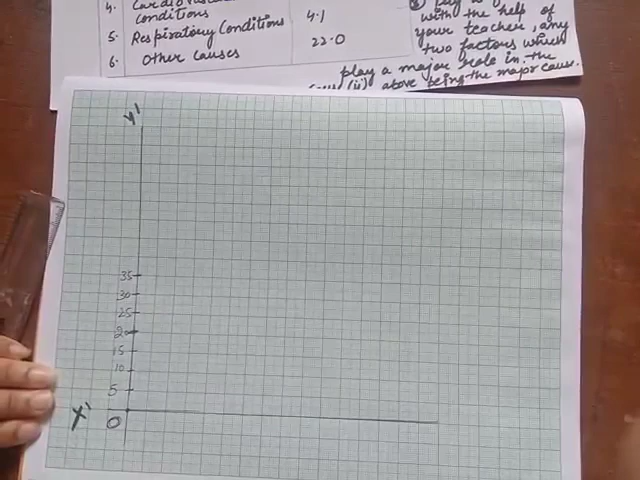 4.
conditions
5. Respiratory Conditions 4.1
6. Other Causes 22.0
with the help of
your teacher, any
two factors which
play a major role in the
(ii) above being the major cause.
y'
35
30
25
20
15
10
5
X'
O